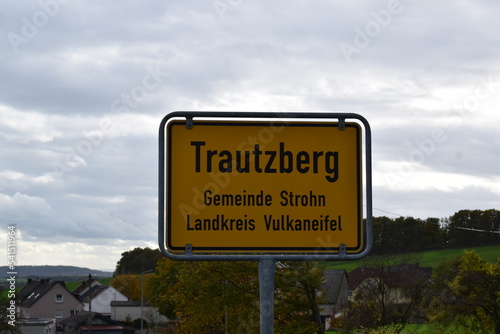 Trautzberg
Gemeinde Strohn
Landkreis Vulkaneifel